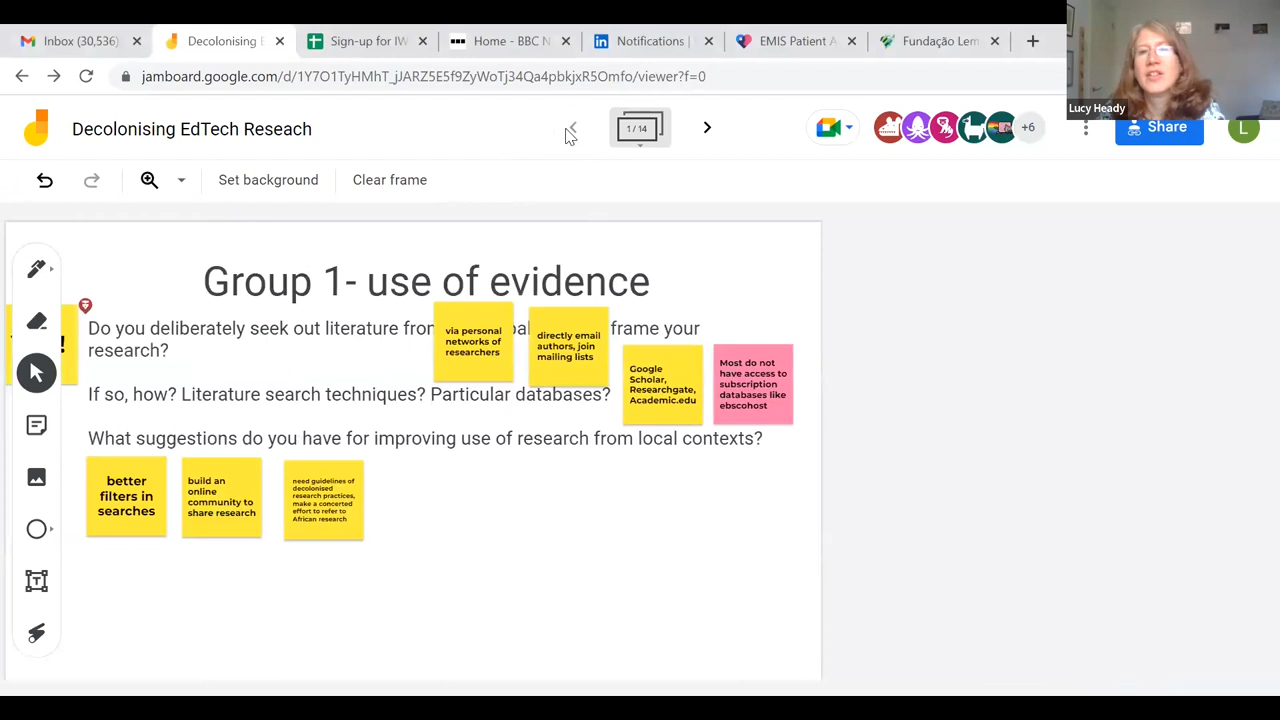 Inbox (30,536)
Decolonising E
Sign-up for IW
Home - BBC N
Notifications |
EMIS Patient A
Fundação Lem
jamboard.google.com/d/1Y7O1TyHMhT_jJARZ5E5f9ZyWoTj34Qa4pbkjxR5Omfo/viewer?f=0
Lucy Heady
Decolonising EdTech Reseach
1 / 14
+6
Share
L
Set background
Clear frame
Group 1- use of evidence
Do you deliberately seek out literature from
frame your
research?
via personal
networks of
researchers
directly email
authors, join
mailing lists
If so, how? Literature search techniques? Particular databases?
Google
Scholar,
Researchgate,
Academic.edu
Most do not
have access to
subscription
databases like
ebscohost
What suggestions do you have for improving use of research from local contexts?
better
filters in
searches
build an
online
community to
share research
need guidelines of
decolonised
research practices,
make a concerted
effort to refer to
African research